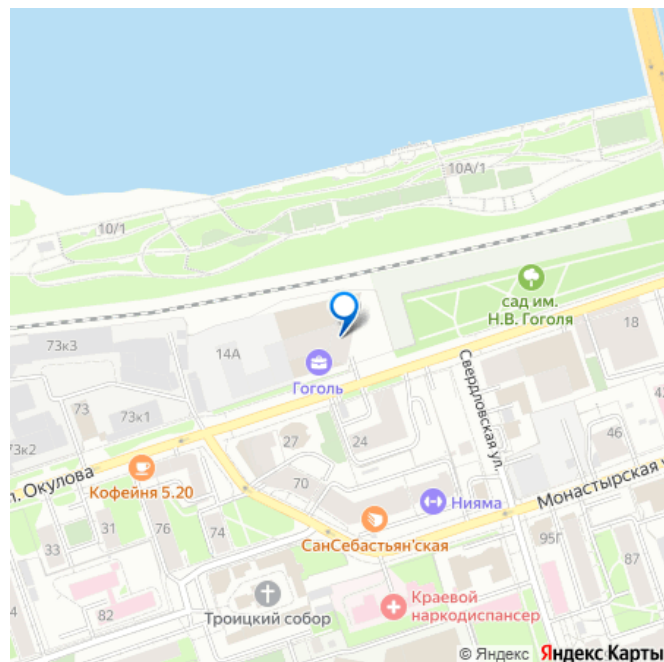 10А/1
10/1
сад им.
Н.В. Гоголя
18
73к3
14А
Гоголь
Свердловская ул.
73
73к1
73к2
27
24
46
л. Окулова
Кофейня 5.20
70
Нияма
Монастырская у
СанСебастьян'ская
31
76
74
33
95Г
87
82
Троицкий собор
Краевой
наркодиспансер
© Яндекс Яндекс Карты